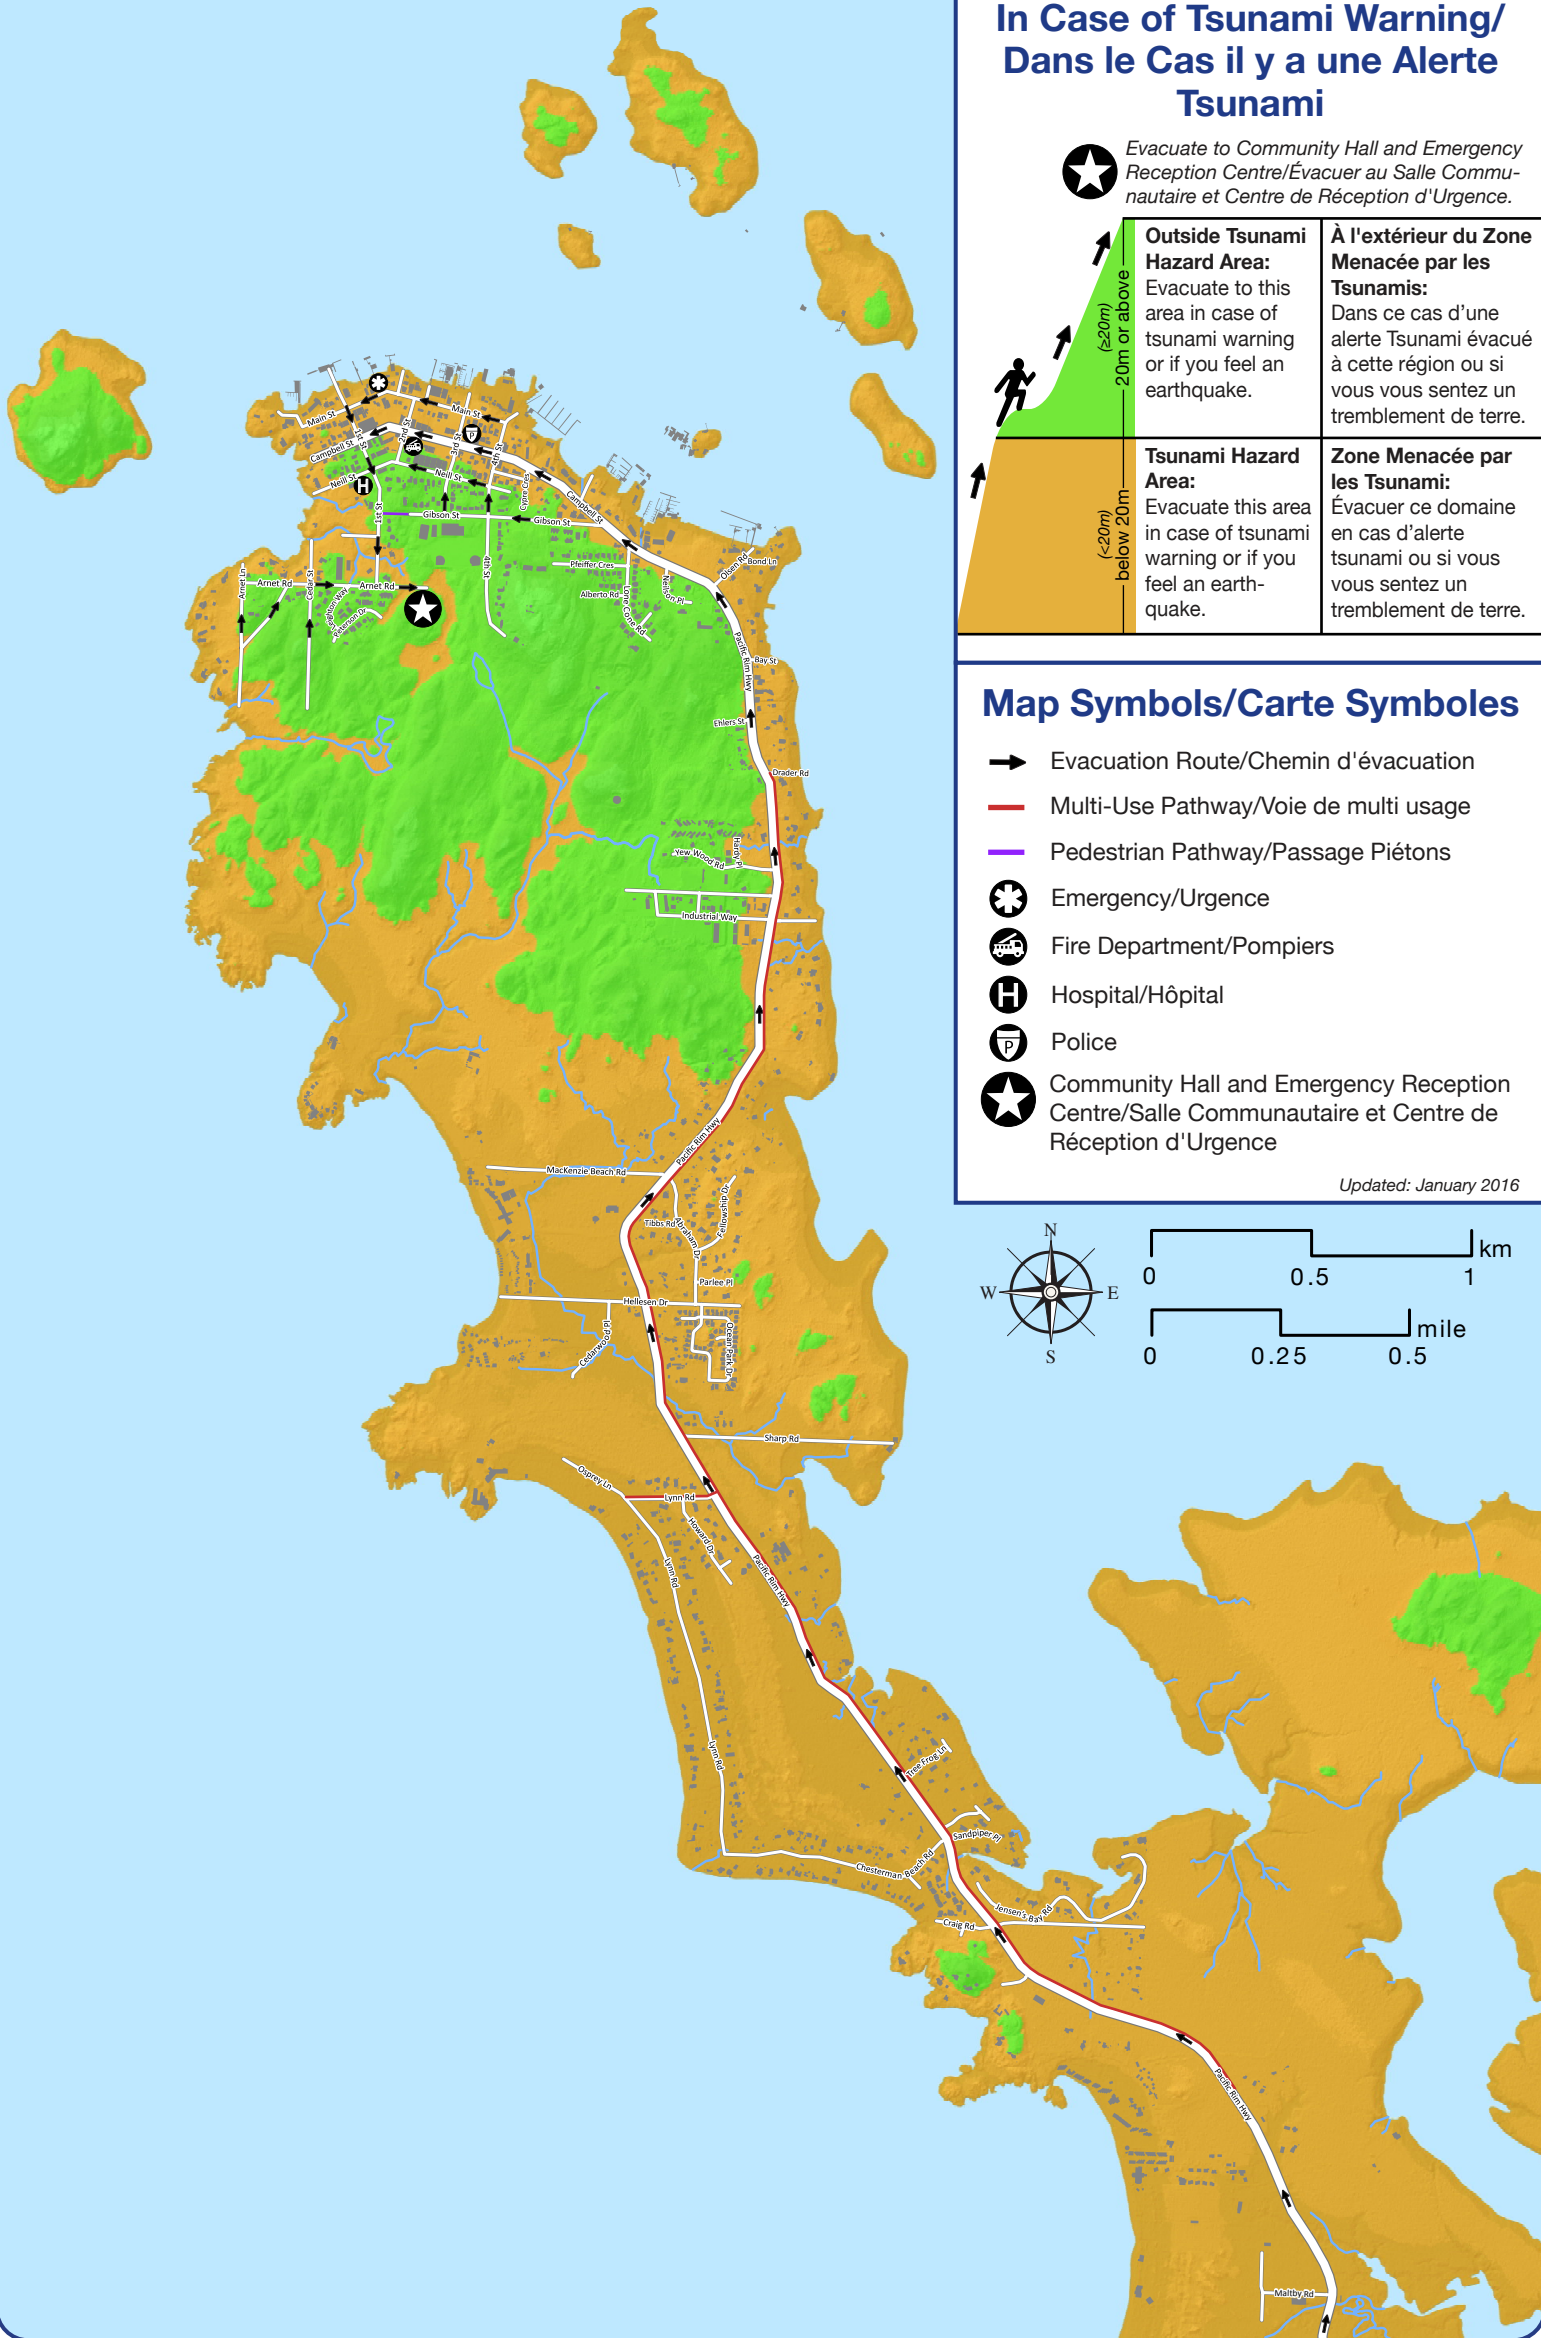 In Case of Tsunami Warning/
Dans le Cas il y a une Alerte
Tsunami
Evacuate to Community Hall and Emergency
Reception Centre/Évacuer au Salle Commu-
nautaire et Centre de Réception d'Urgence.
(≥20m)
20m or above
Outside Tsunami
Hazard Area:
Evacuate to this
area in case of
tsunami warning
or if you feel an
earthquake.
À l'extérieur du Zone
Menacée par les
Tsunamis:
Dans ce cas d’une
alerte Tsunami évacué
à cette région ou si
vous vous sentez un
tremblement de terre.
(<20m)
below 20m
Tsunami Hazard
Area:
Evacuate this area
in case of tsunami
warning or if you
feel an earth-
quake.
Zone Menacée par
les Tsunami:
Évacuer ce domaine
en cas d’alerte
tsunami ou si vous
vous sentez un
tremblement de terre.
Map Symbols/Carte Symboles
Evacuation Route/Chemin d'évacuation
Multi-Use Pathway/Voie de multi usage
Pedestrian Pathway/Passage Piétons
Emergency/Urgence
Fire Department/Pompiers
H
Hospital/Hôpital
P
Police
Community Hall and Emergency Reception
Centre/Salle Communautaire et Centre de
Réception d'Urgence
Updated: January 2016
N
W
E
S
km
0
0.5
1
mile
0
0.25
0.5
Main St
Main St
1st St
2nd St
P
3rd St
4th St
Campbell St
Neill St
Neill St
H
Cypre Cres
Campbell St
1st St
Gibson St
Gibson St
Olsen Rd
Bond Ln
4th St
Pfeiffer Cres
Arnet Ln
Arnet Rd
Cedar St
Arnet Rd
Alberto Rd
Lone Cone Rd
Neilson Pl
Peterson Dr
Pacific Rim Hwy
Bay St
Ehlers St
Drader Rd
Hardy Pl
Yew Wood Rd
Industrial Way
Pacific Rim Hwy
MacKenzie Beach Rd
Tibbs Rd
Abraham Dr
Fellowship Dr
Parlee Pl
Hellesen Dr
Cedarwood Pl
Ocean Park Dr
Sharp Rd
Osprey Ln
Lynn Rd
Howard Dr
Lynn Rd
Pacific Rim Hwy
Lynn Rd
Tree Frog Ln
Sandpiper Pl
Chesterman Beach Rd
Jensen's Bay Rd
Craig Rd
Pacific Rim Hwy
Maltby Rd